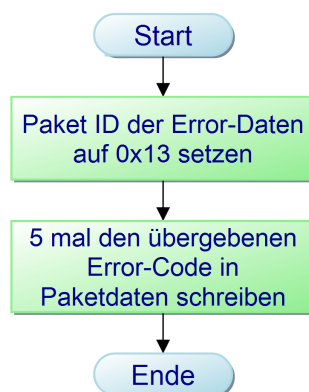 Start
Paket ID der Error-Daten
auf 0x13 setzen
5 mal den übergebenen
Error-Code in
Paketdaten schreiben
Ende